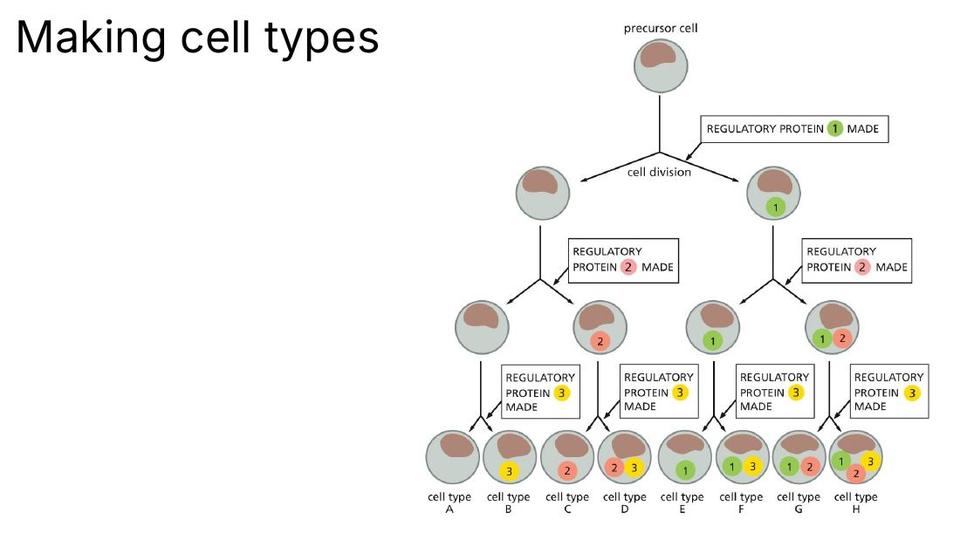 Making cell types
precursor cell
REGULATORY PROTEIN 1 MADE
cell division
1
REGULATORY
PROTEIN 2 MADE
REGULATORY
PROTEIN 2 MADE
2
1
1 2
REGULATORY
PROTEIN 3
MADE
REGULATORY
PROTEIN 3
MADE
REGULATORY
PROTEIN 3
MADE
REGULATORY
PROTEIN 3
MADE
3
2
2 3
1
1 3
1 2
1 2 3
cell type
A
cell type
B
cell type
C
cell type
D
cell type
E
cell type
F
cell type
G
cell type
H